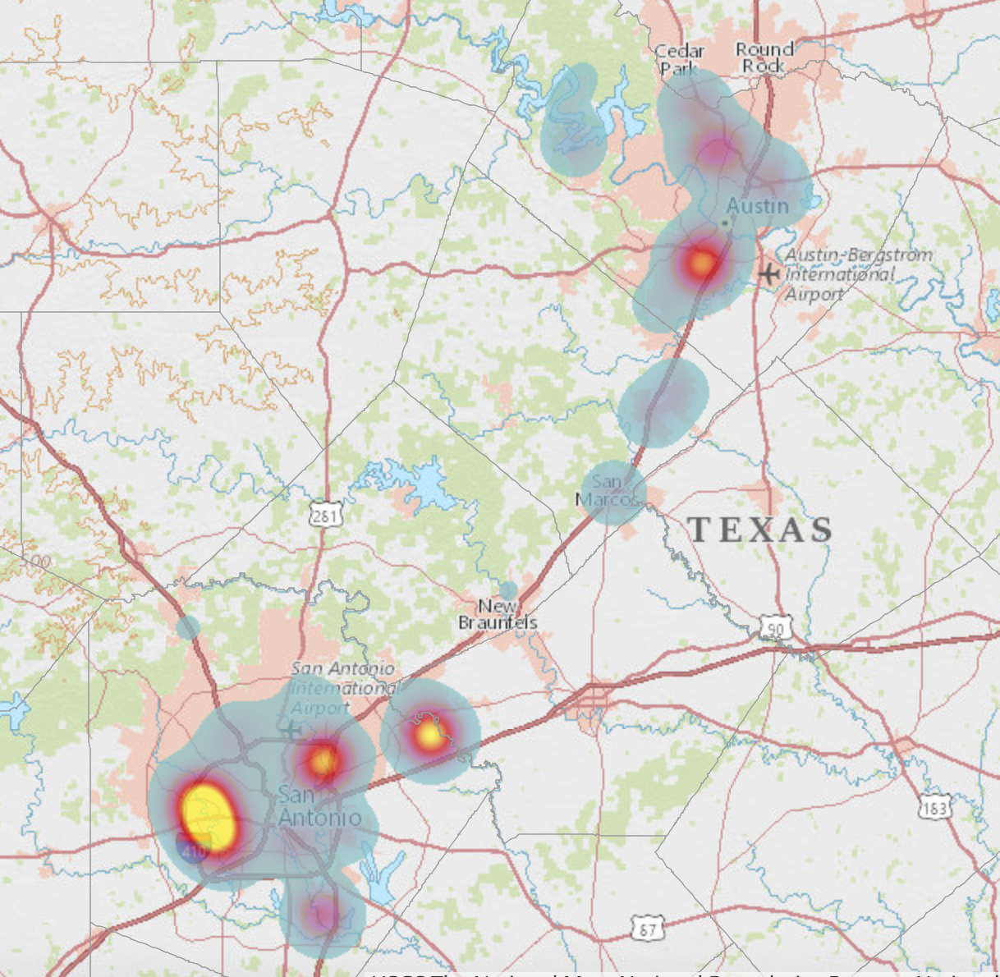 Cedar
Park
Round
Rock
Austin
Austin-Bergstrom
International
Airport
San
Marcos
TEXAS
281
500
New
Braunfels
90
San Antonio
International
Airport
San
Antonio
410
183
87